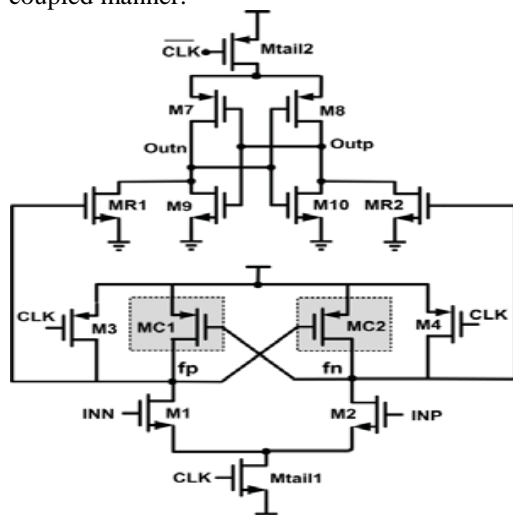 coupled manner.
CLK Mtail2
M7 M8
Outn Outp
MR1 M9 M10 MR2
CLK M3 MC1 MC2 M4 CLK
fp fn
INN M1 M2 INP
CLK Mtail1